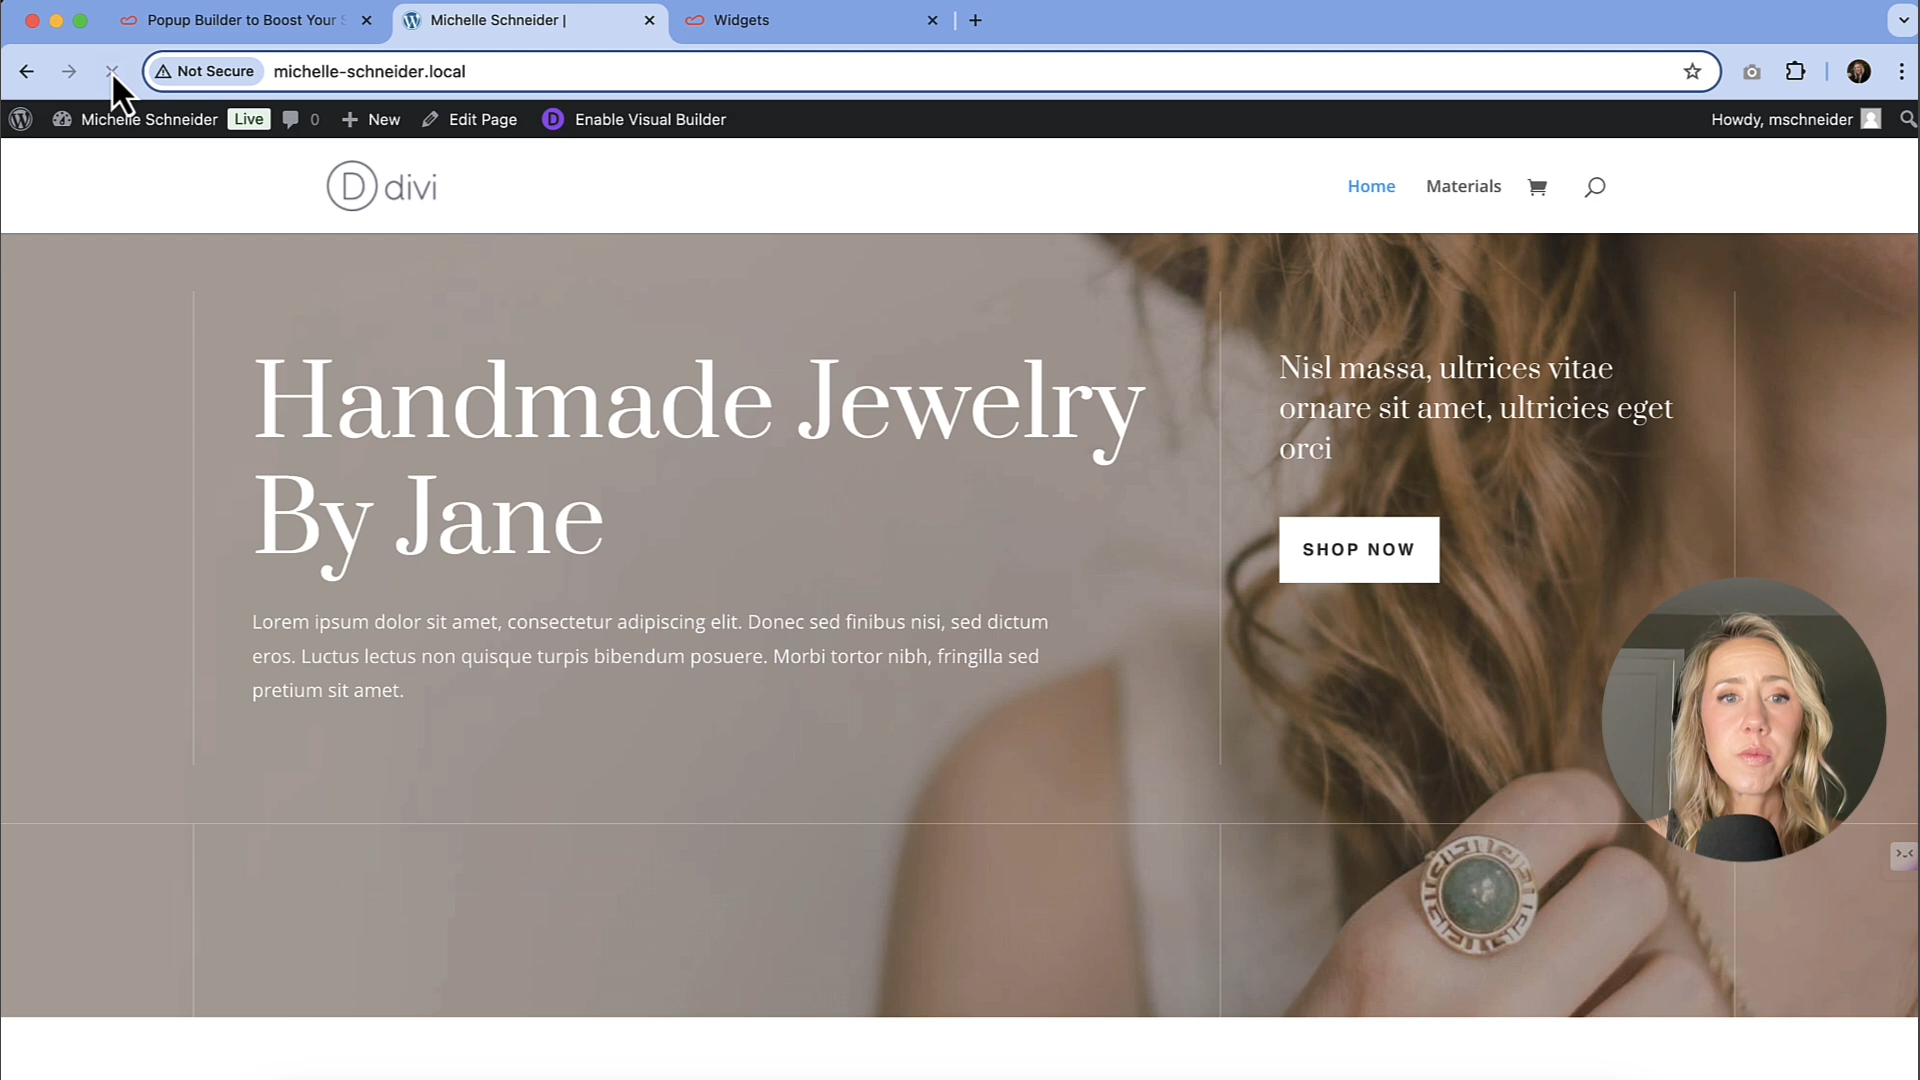 Popup Builder to Boost Your S
Michelle Schneider |
Widgets
Not Secure
michelle-schneider.local
Michelle Schneider
Live
0
New
Edit Page
D
Enable Visual Builder
Howdy, mschneider
D divi
Home
Materials
Handmade Jewelry
By Jane
Lorem ipsum dolor sit amet, consectetur adipiscing elit. Donec sed finibus nisi, sed dictum
eros. Luctus lectus non quisque turpis bibendum posuere. Morbi tortor nibh, fringilla sed
pretium sit amet.
Nisl massa, ultrices vitae
ornare sit amet, ultricies eget
orci
SHOP NOW